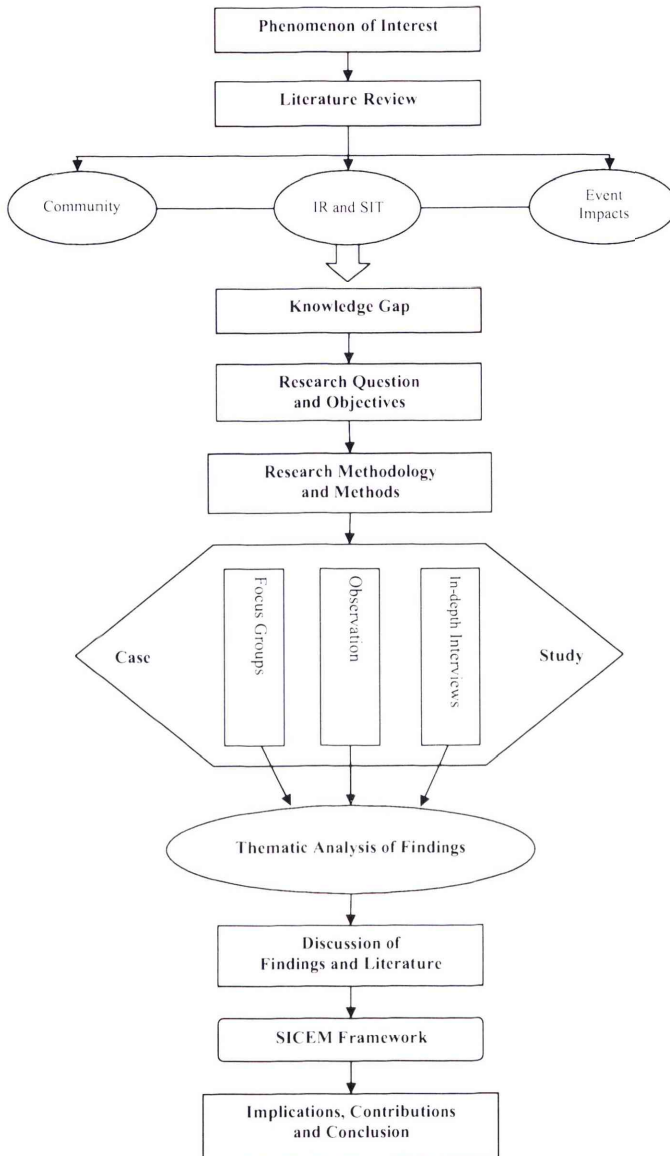 Phenomenon of Interest
Literature Review
Community
IR and SIT
Event
Impacts
Knowledge Gap
Research Question
and Objectives
Research Methodology
and Methods
Case
Focus Groups
Observation
In-depth Interviews
Study
Thematic Analysis of Findings
Discussion of
Findings and Literature
SICEM Framework
Implications, Contributions
and Conclusion